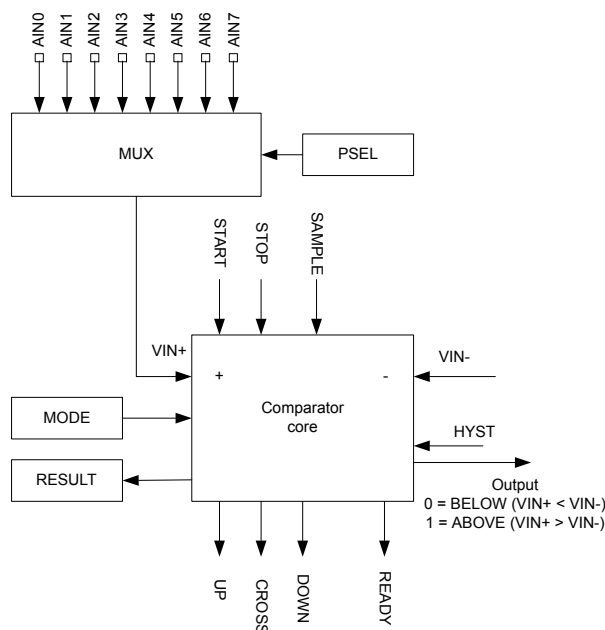 AIN0
AIN1
AIN2
AIN3
AIN4
AIN5
AIN6
AIN7
MUX
PSEL
START
STOP
SAMPLE
VIN+
VIN-
+
-
Comparator
core
MODE
HYST
RESULT
Output
0 = BELOW (VIN+ < VIN-)
1 = ABOVE (VIN+ > VIN-)
UP
CROSS
DOWN
READY